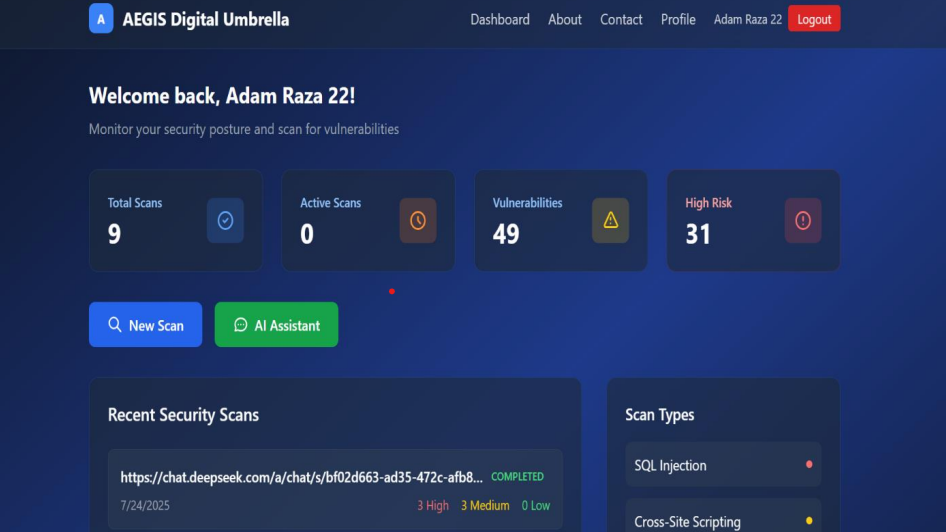 A AEGIS Digital Umbrella Dashboard About Contact Profile Adam Raza 22 Logout
Welcome back, Adam Raza 22!
Monitor your security posture and scan for vulnerabilities
Total Scans
9
Active Scans
0
Vulnerabilities
49
High Risk
31
New Scan
AI Assistant
Recent Security Scans
https://chat.deepseek.com/a/chat/s/bf02d663-ad35-472c-afb8... COMPLETED
7/24/2025 3 High 3 Medium 0 Low
Scan Types
SQL Injection
Cross-Site Scripting